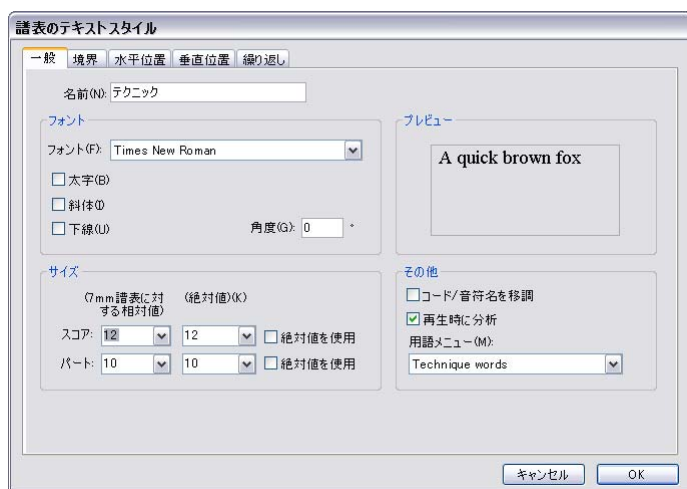 譜表のテキストスタイル
一般 境界 水平位置 垂直位置 繰り返し
名前(N): テクニック
フォント
フォント(F): Times New Roman
太字(B)
斜体(I)
下線(U) 角度(G): 0 °
プレビュー
A quick brown fox
サイズ
(7mm譜表に対 (絶対値)(K)
する相対値)
スコア: 12 12 絶対値を使用
パート: 10 10 絶対値を使用
その他
コード/音符名を移調
再生時に分析
用語メニュー(M):
Technique words
キャンセル OK